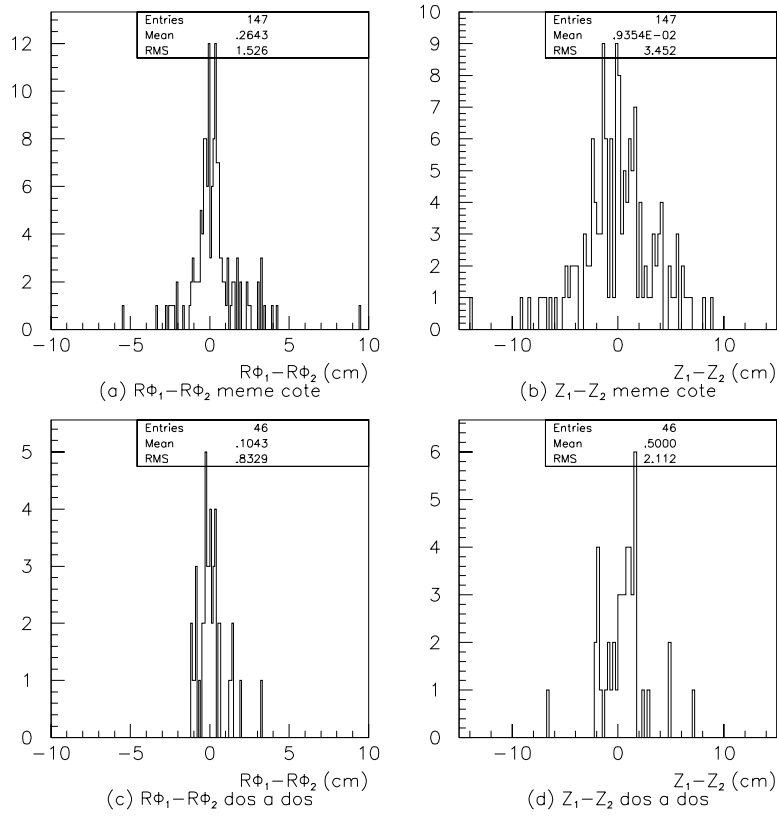 Entries 147
Mean .2643
RMS 1.526
12
10
8
6
4
2
0
−10 −5 0 5 10
RΦ₁−RΦ₂ (cm)
(a) RΦ₁−RΦ₂ meme cote
Entries 147
Mean .9354E−02
RMS 3.452
10
9
8
7
6
5
4
3
2
1
0
−10 0 10
Z₁−Z₂ (cm)
(b) Z₁−Z₂ meme cote
Entries 46
Mean .1043
RMS .8329
5
4
3
2
1
0
−10 −5 0 5 10
RΦ₁−RΦ₂ (cm)
(c) RΦ₁−RΦ₂ dos a dos
Entries 46
Mean .5000
RMS 2.112
6
5
4
3
2
1
0
−10 0 10
Z₁−Z₂ (cm)
(d) Z₁−Z₂ dos a dos